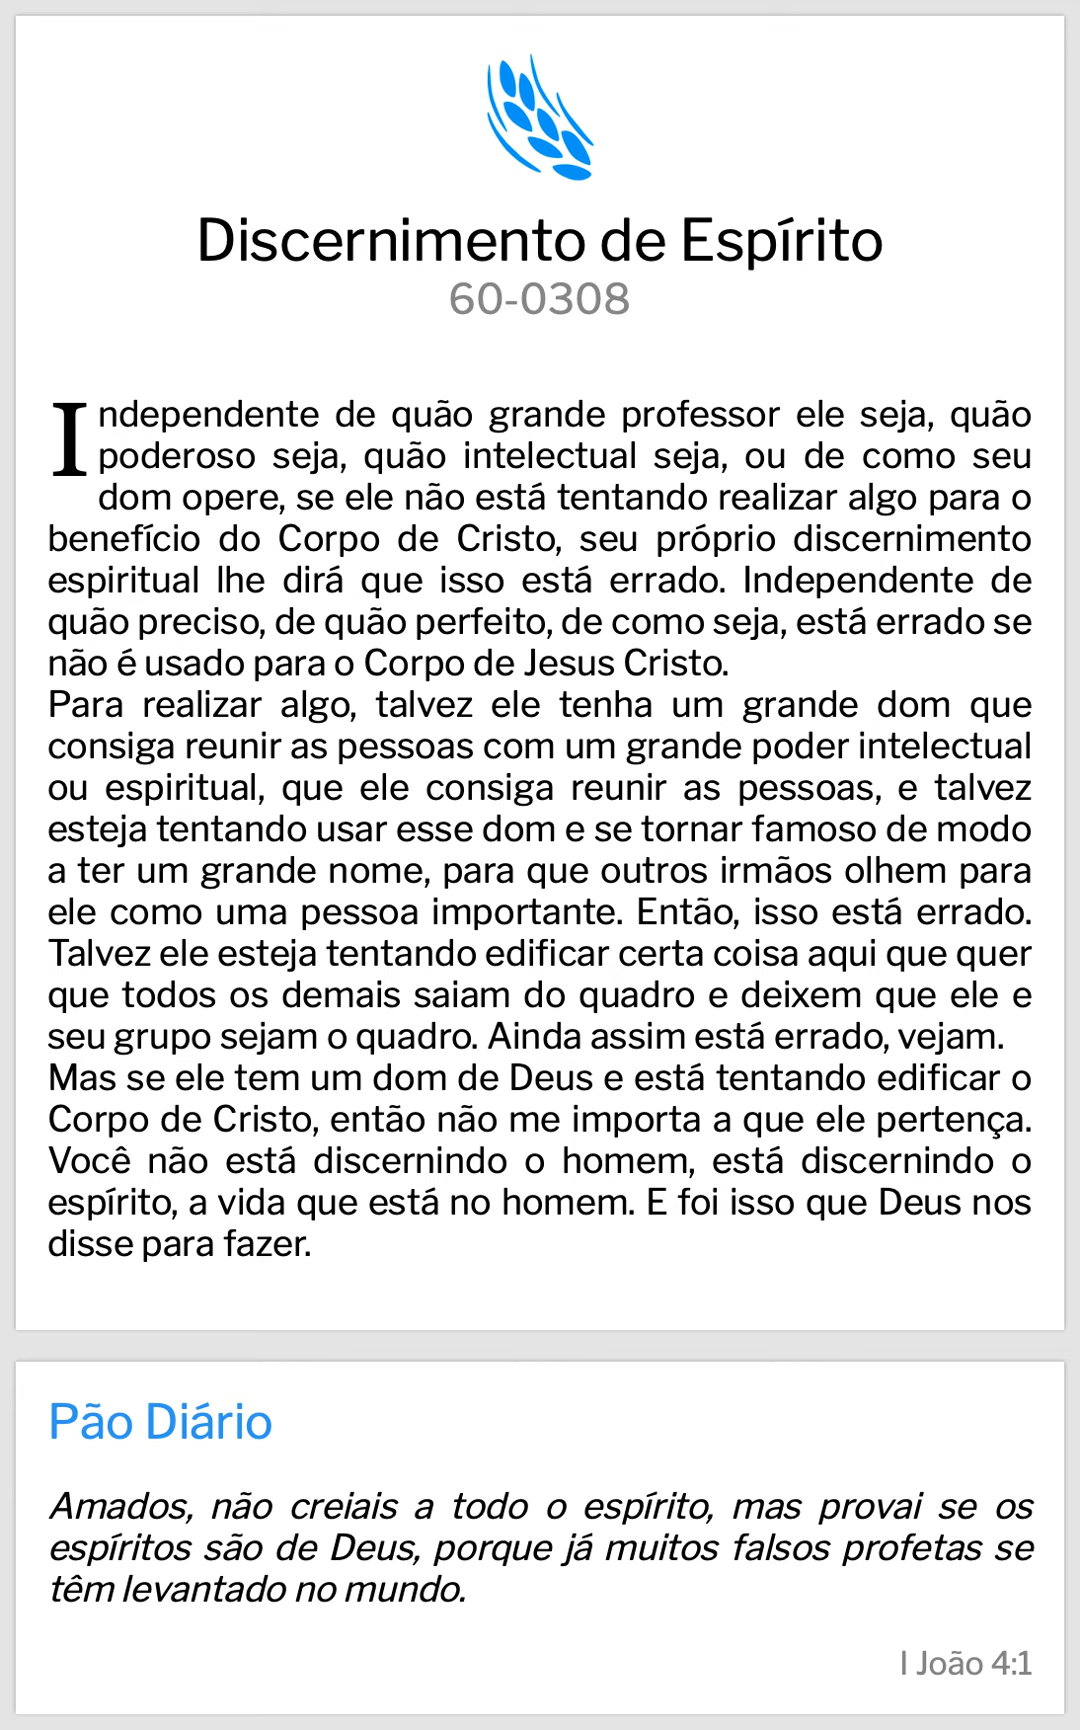 Discernimento de Espírito
60-0308
Independente de quão grande professor ele seja, quão
poderoso seja, quão intelectual seja, ou de como seu
dom opere, se ele não está tentando realizar algo para o
benefício do Corpo de Cristo, seu próprio discernimento
espiritual lhe dirá que isso está errado. Independente de
quão preciso, de quão perfeito, de como seja, está errado se
não é usado para o Corpo de Jesus Cristo.
Para realizar algo, talvez ele tenha um grande dom que
consiga reunir as pessoas com um grande poder intelectual
ou espiritual, que ele consiga reunir as pessoas, e talvez
esteja tentando usar esse dom e se tornar famoso de modo
a ter um grande nome, para que outros irmãos olhem para
ele como uma pessoa importante. Então, isso está errado.
Talvez ele esteja tentando edificar certa coisa aqui que quer
que todos os demais saiam do quadro e deixem que ele e
seu grupo sejam o quadro. Ainda assim está errado, vejam.
Mas se ele tem um dom de Deus e está tentando edificar o
Corpo de Cristo, então não me importa a que ele pertença.
Você não está discernindo o homem, está discernindo o
espírito, a vida que está no homem. E foi isso que Deus nos
disse para fazer.
Pão Diário
Amados, não creiais a todo o espírito, mas provai se os
espíritos são de Deus, porque já muitos falsos profetas se
têm levantado no mundo.
I João 4:1